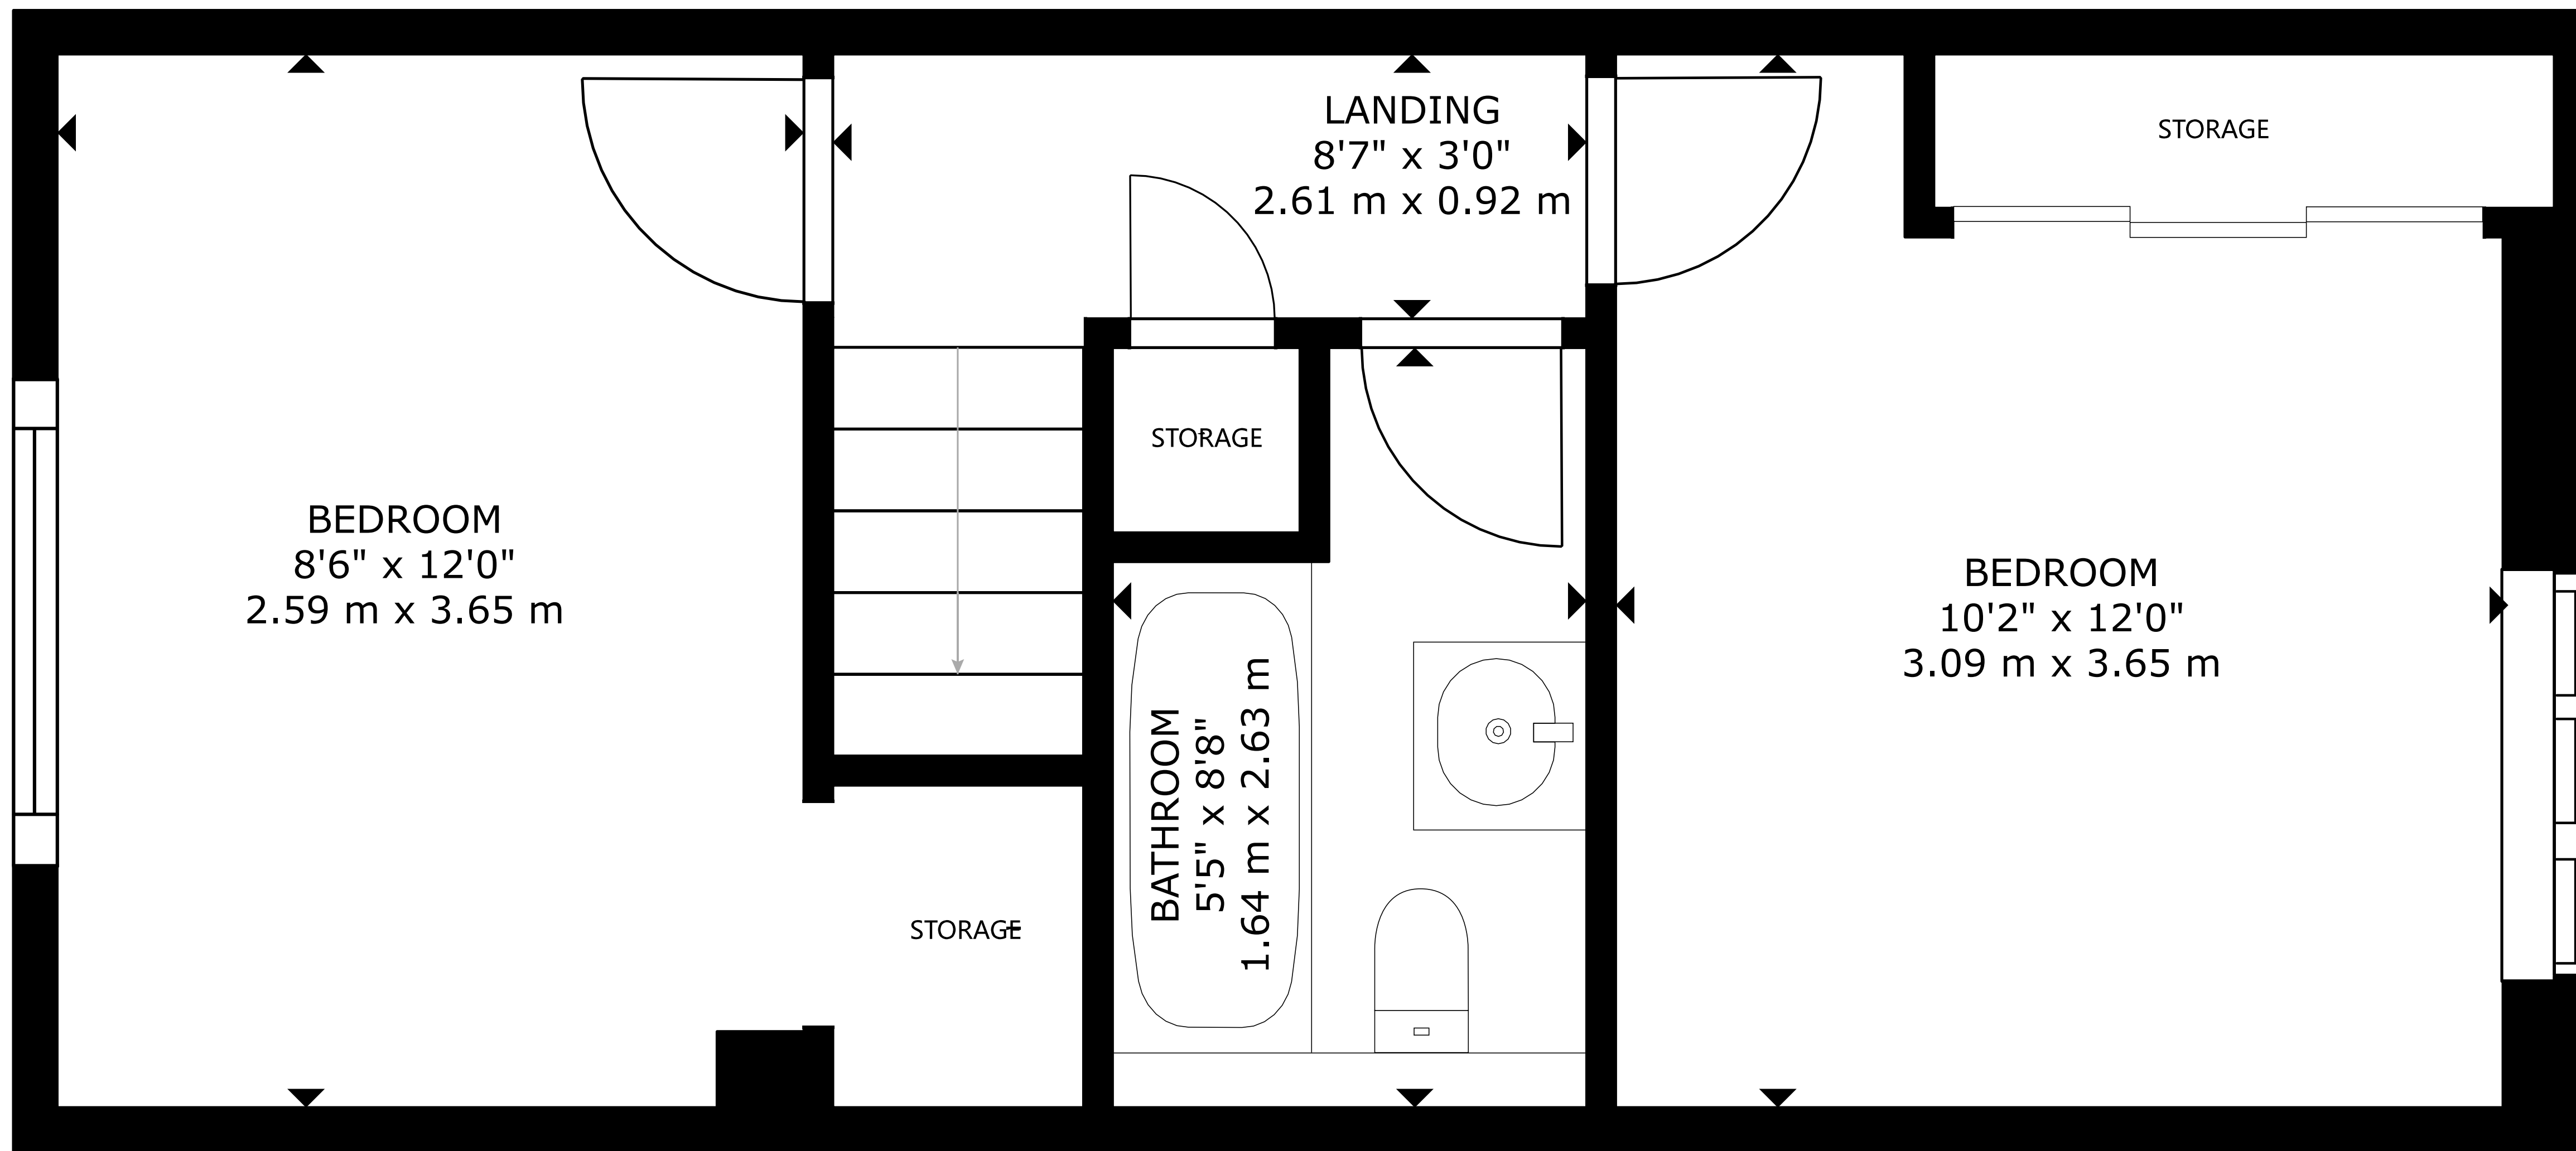 LANDING
8'7" x 3'0"
2.61 m x 0.92 m
STORAGE
STORAGE
BEDROOM
8'6" x 12'0"
2.59 m x 3.65 m
BEDROOM
10'2" x 12'0"
3.09 m x 3.65 m
BATHROOM
5'5" x 8'8"
1.64 m x 2.63 m
STORAGE